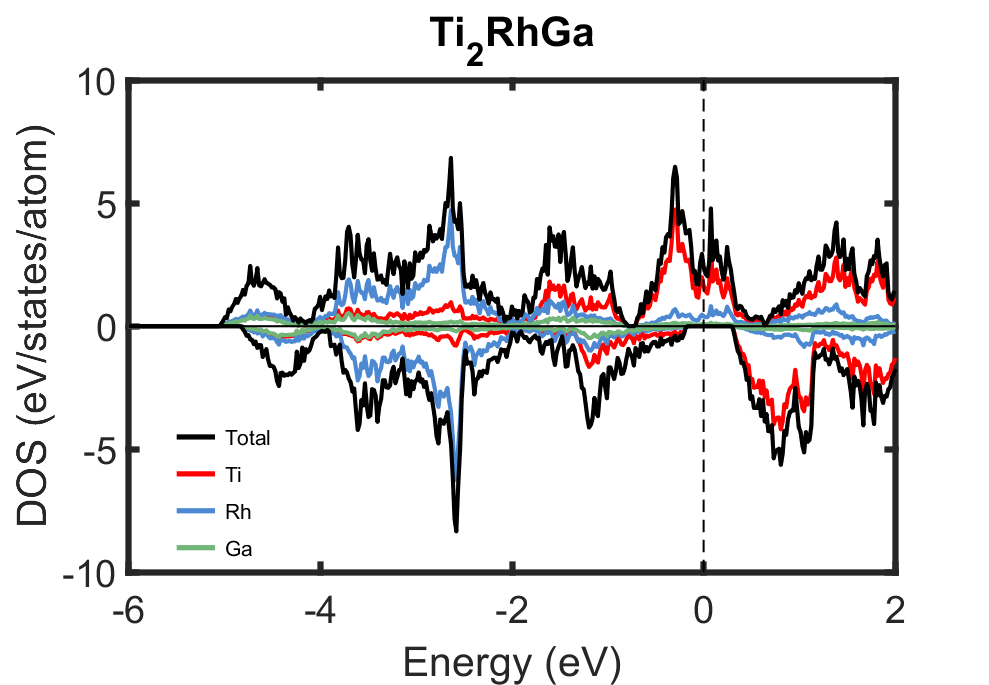 Ti₂RhGa
DOS (eV/states/atom)
10
5
0
-5
-10
Total
Ti
Rh
Ga
-6 -4 -2 0 2
Energy (eV)